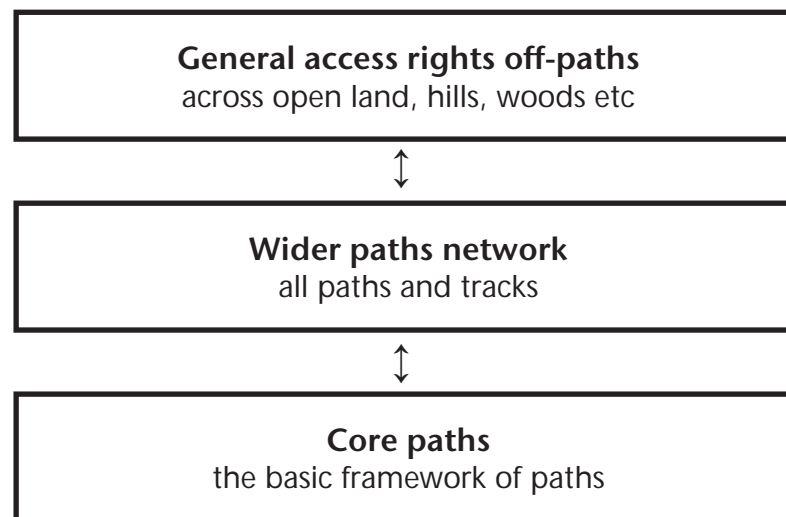 General access rights off-paths
across open land, hills, woods etc
Wider paths network
all paths and tracks
Core paths
the basic framework of paths